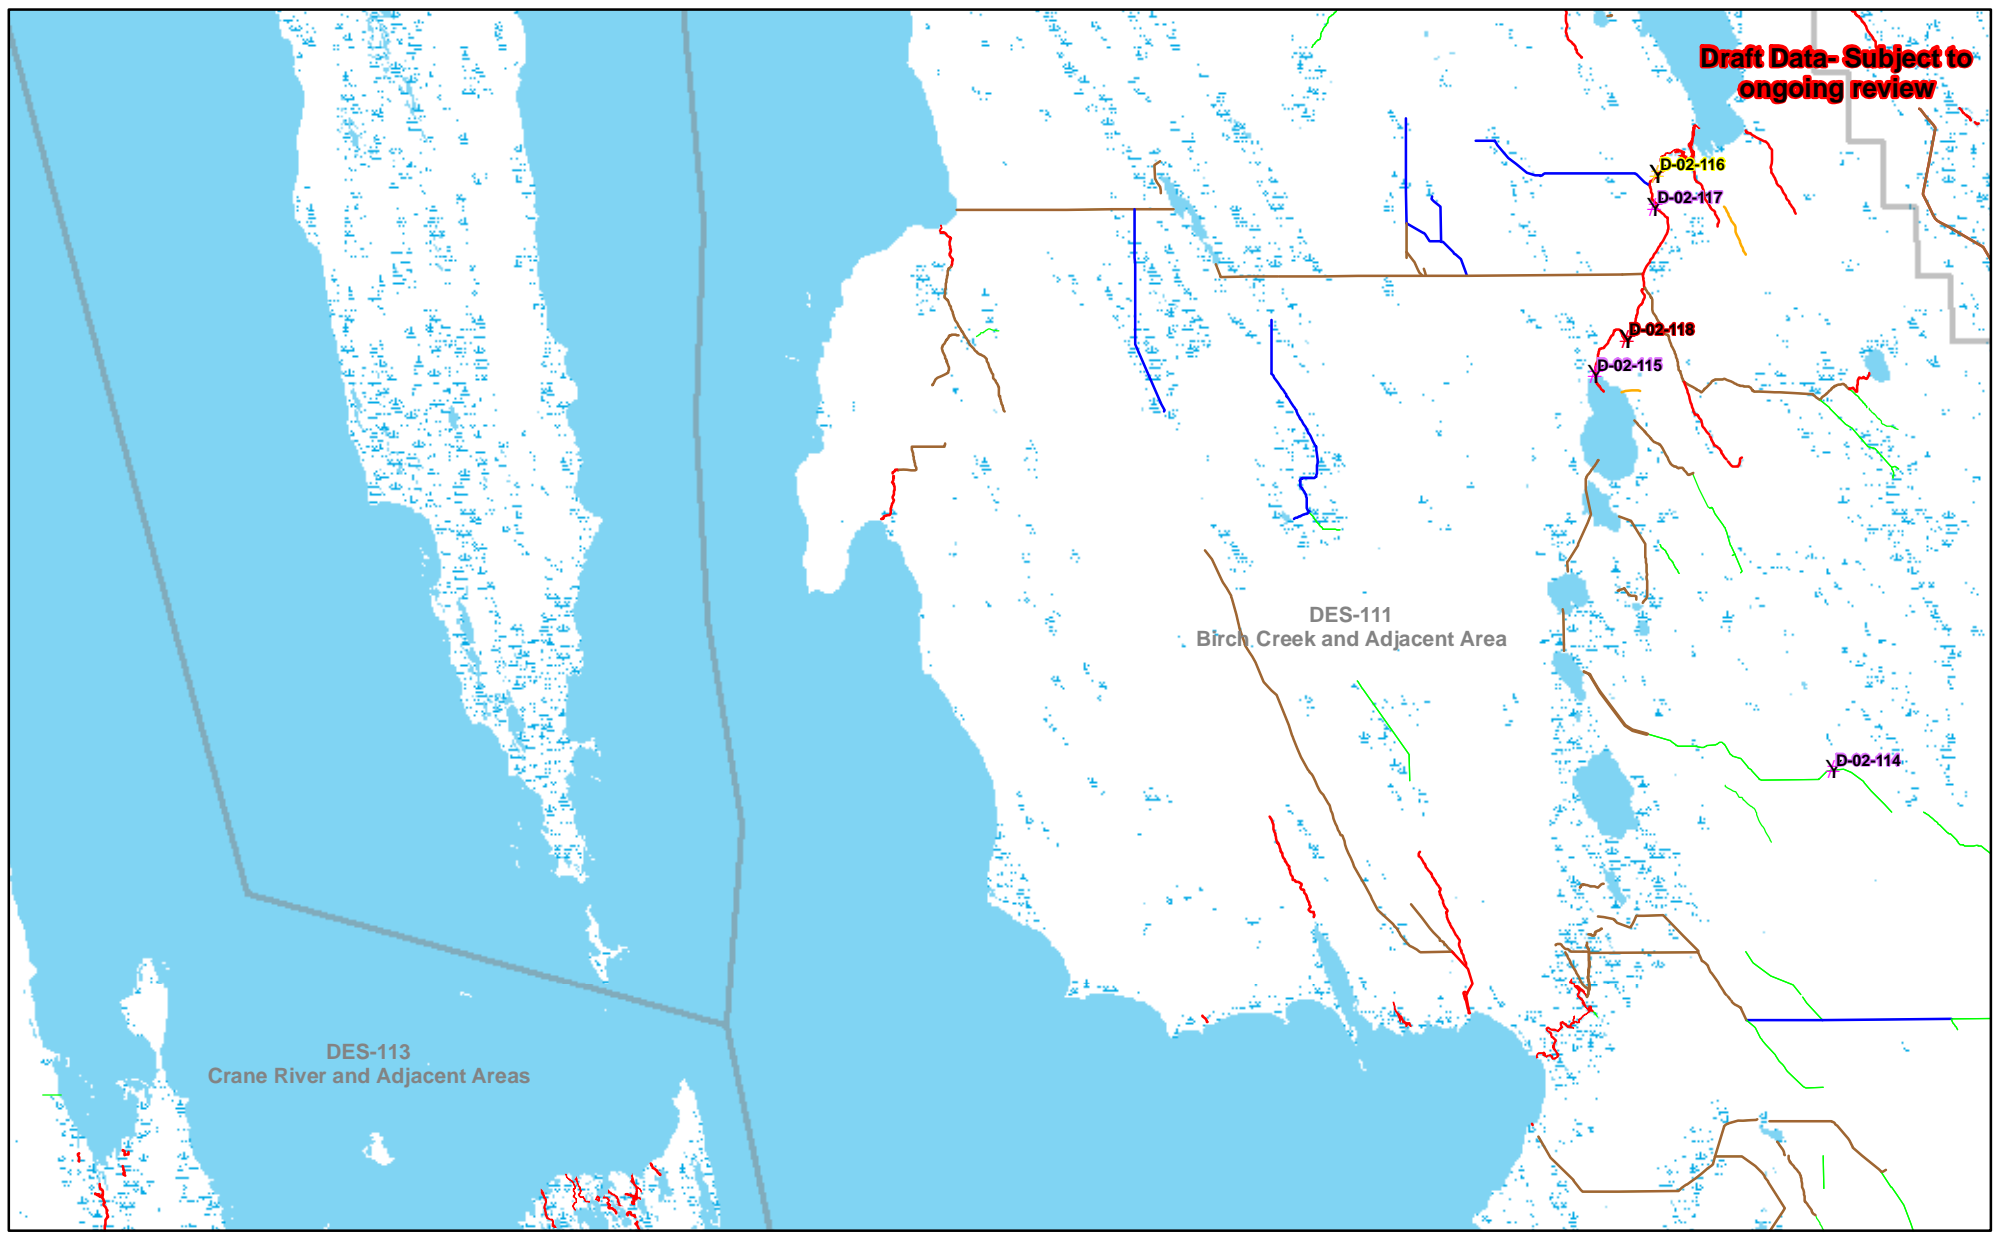 Draft Data- Subject to
ongoing review
D-02-116
D-02-117
D-02-118
D-02-115
DES-111
Birch Creek and Adjacent Area
D-02-114
DES-113
Crane River and Adjacent Areas